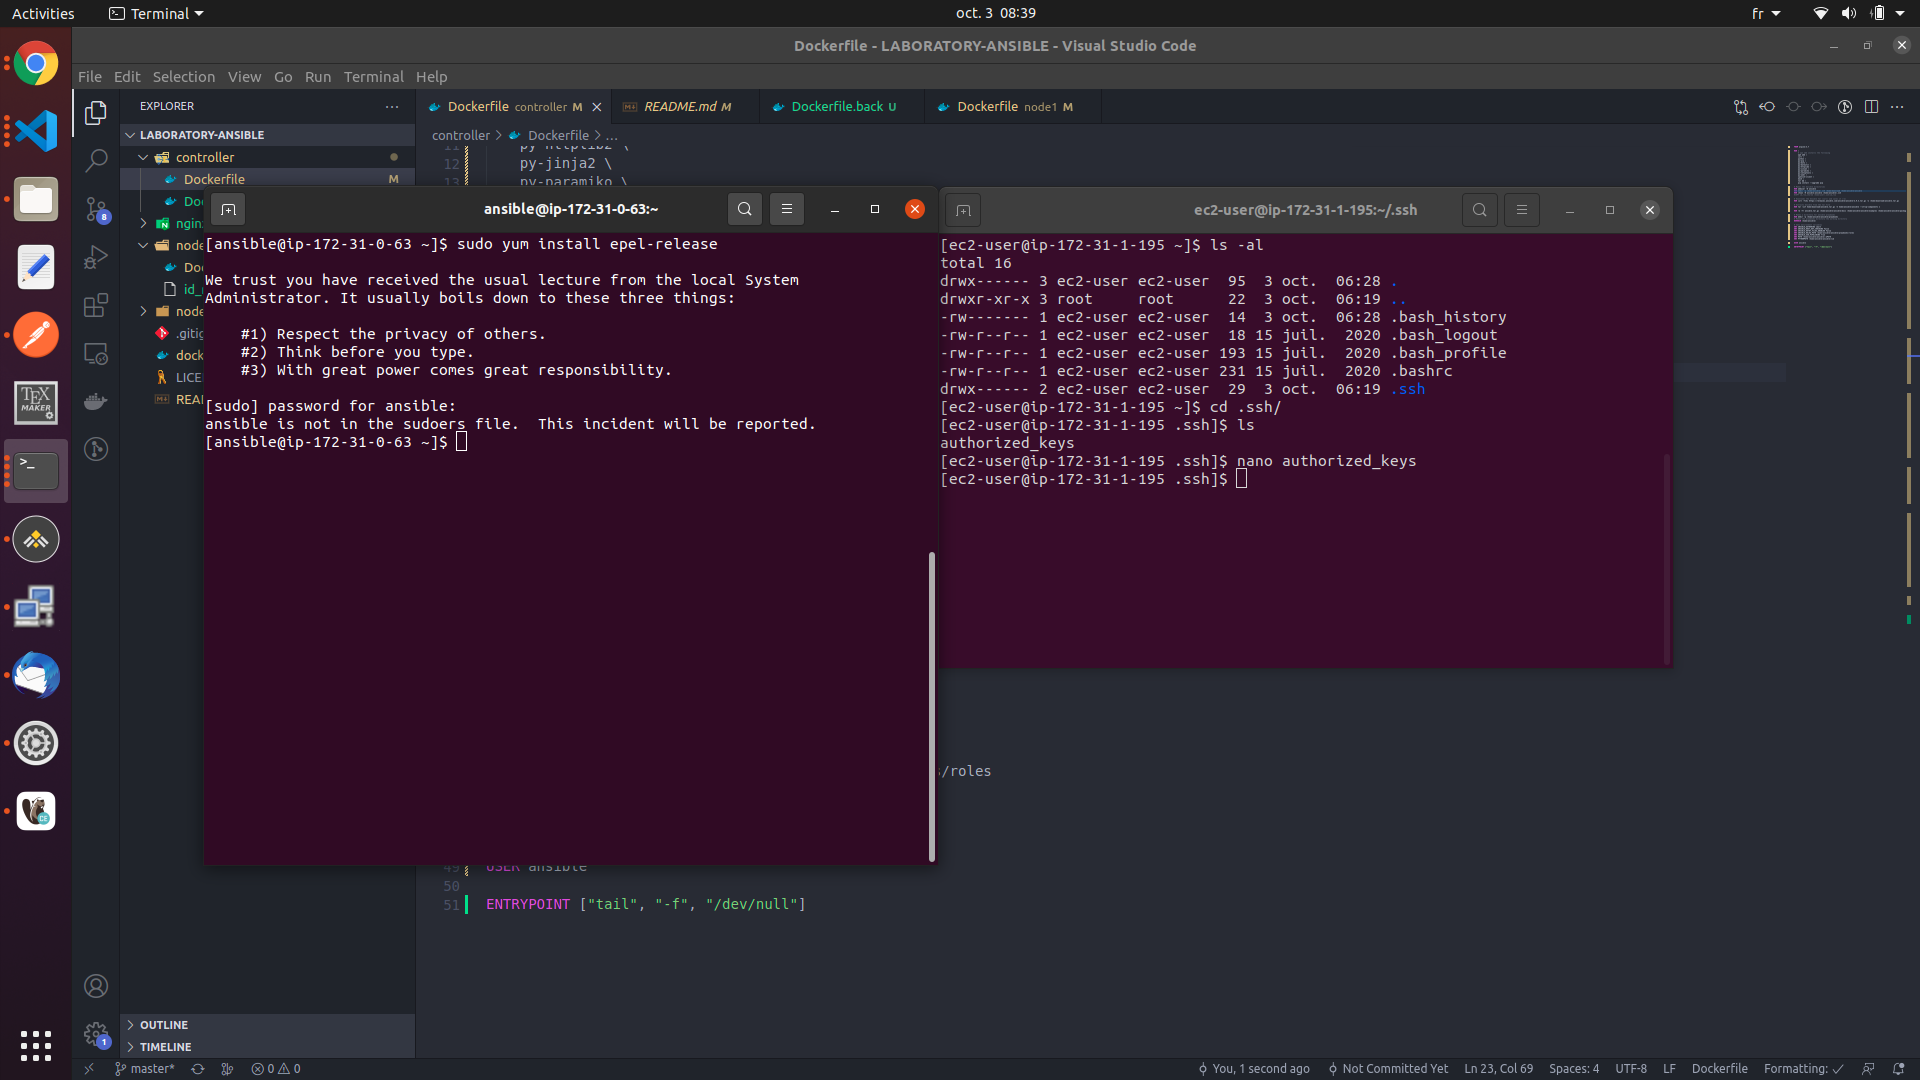 Activities
Terminal
oct. 3 08:39
fr
Dockerfile - LABORATORY-ANSIBLE - Visual Studio Code
File Edit Selection View Go Run Terminal Help
EXPLORER
LABORATORY-ANSIBLE
controller
Dockerfile M
nginx
.gitig
LICE
REA
OUTLINE
TIMELINE
8
1
TEX
MAKER
Dockerfile controller M
README.md M
Dockerfile.back U
Dockerfile node1 M
controller > Dockerfile > ...
12 py-jinja2 \
13 py-paramiko \
ansible@ip-172-31-0-63:~
[ansible@ip-172-31-0-63 ~]$ sudo yum install epel-release
We trust you have received the usual lecture from the local System
Administrator. It usually boils down to these three things:
#1) Respect the privacy of others.
#2) Think before you type.
#3) With great power comes great responsibility.
[sudo] password for ansible:
ansible is not in the sudoers file.  This incident will be reported.
[ansible@ip-172-31-0-63 ~]$
ec2-user@ip-172-31-1-195:~/.ssh
[ec2-user@ip-172-31-1-195 ~]$ ls -al
total 16
drwx------ 3 ec2-user ec2-user  95  3 oct.  06:28 .
drwxr-xr-x 3 root     root      22  3 oct.  06:19 ..
-rw------- 1 ec2-user ec2-user  14  3 oct.  06:28 .bash_history
-rw-r--r-- 1 ec2-user ec2-user  18 15 juil.  2020 .bash_logout
-rw-r--r-- 1 ec2-user ec2-user 193 15 juil.  2020 .bash_profile
-rw-r--r-- 1 ec2-user ec2-user 231 15 juil.  2020 .bashrc
drwx------ 2 ec2-user ec2-user  29  3 oct.  06:19 .ssh
[ec2-user@ip-172-31-1-195 ~]$ cd .ssh/
[ec2-user@ip-172-31-1-195 .ssh]$ ls
authorized_keys
[ec2-user@ip-172-31-1-195 .ssh]$ nano authorized_keys
[ec2-user@ip-172-31-1-195 .ssh]$
/roles
49 USER ansible
50
51 ENTRYPOINT ["tail", "-f", "/dev/null"]
master*
0 0
You, 1 second ago
Not Committed Yet
Ln 23, Col 69
Spaces: 4
UTF-8
LF
Dockerfile
Formatting: ✓